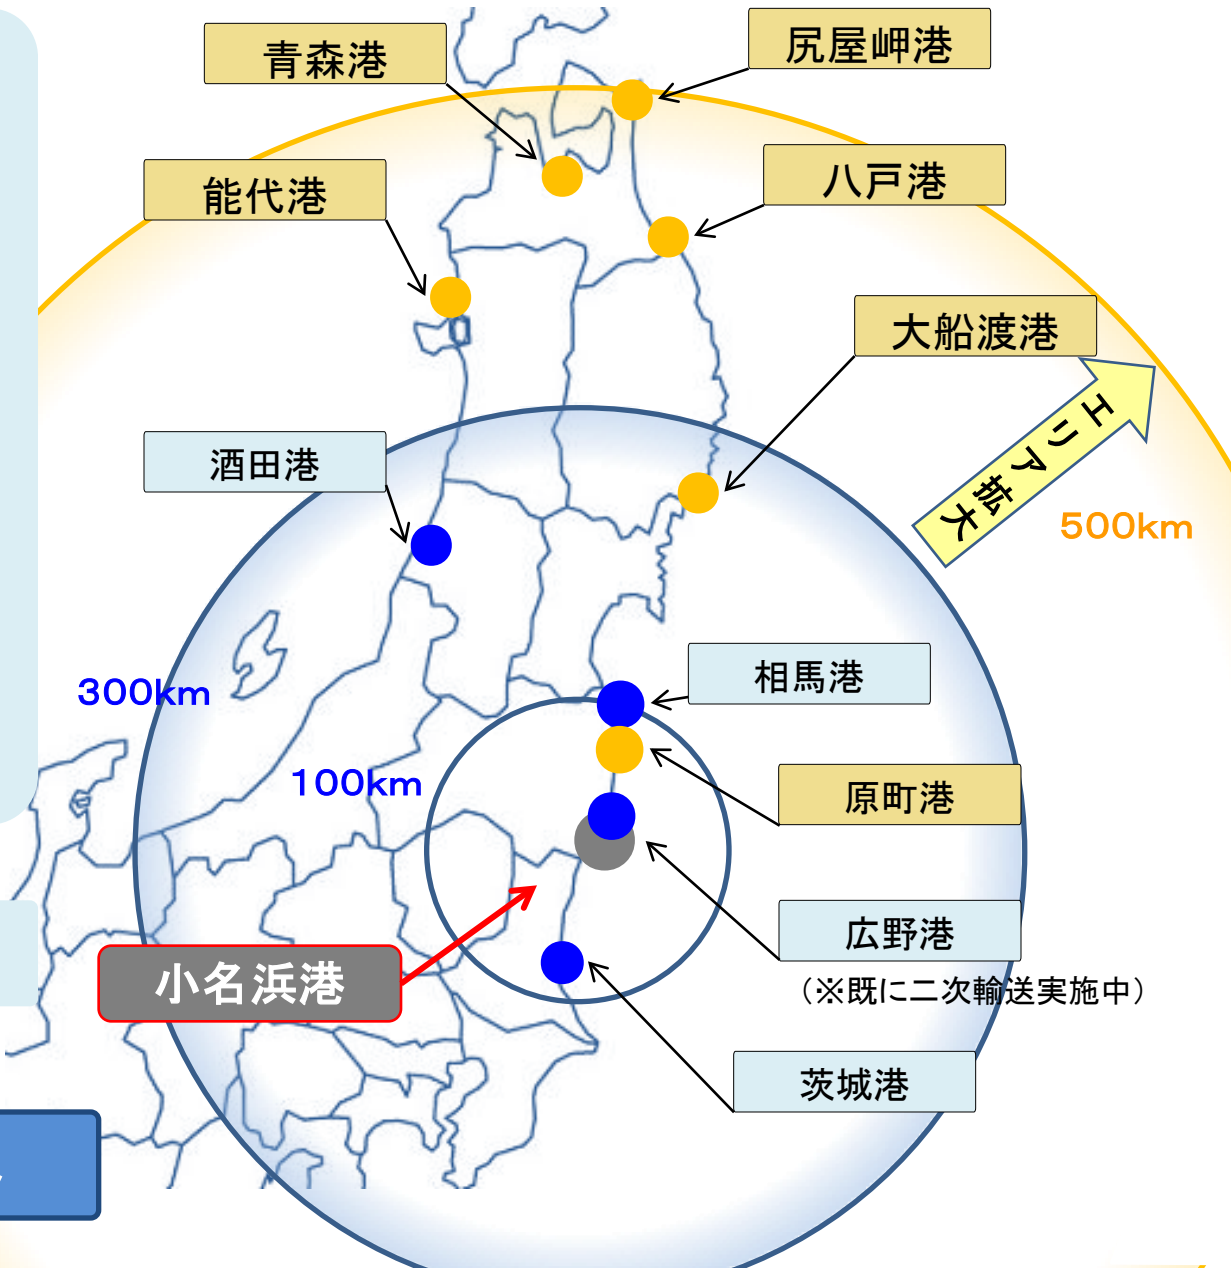 青森港
尻屋岬港
能代港
八戸港
大船渡港
エリア拡大
酒田港
500km
相馬港
300km
100km
原町港
広野港
(※既に二次輸送実施中)
小名浜港
茨城港